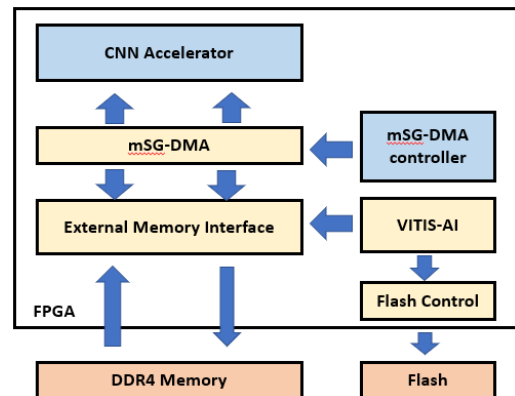 CNN Accelerator
mSG-DMA
mSG-DMA
controller
External Memory Interface
VITIS-AI
Flash Control
FPGA
DDR4 Memory
Flash